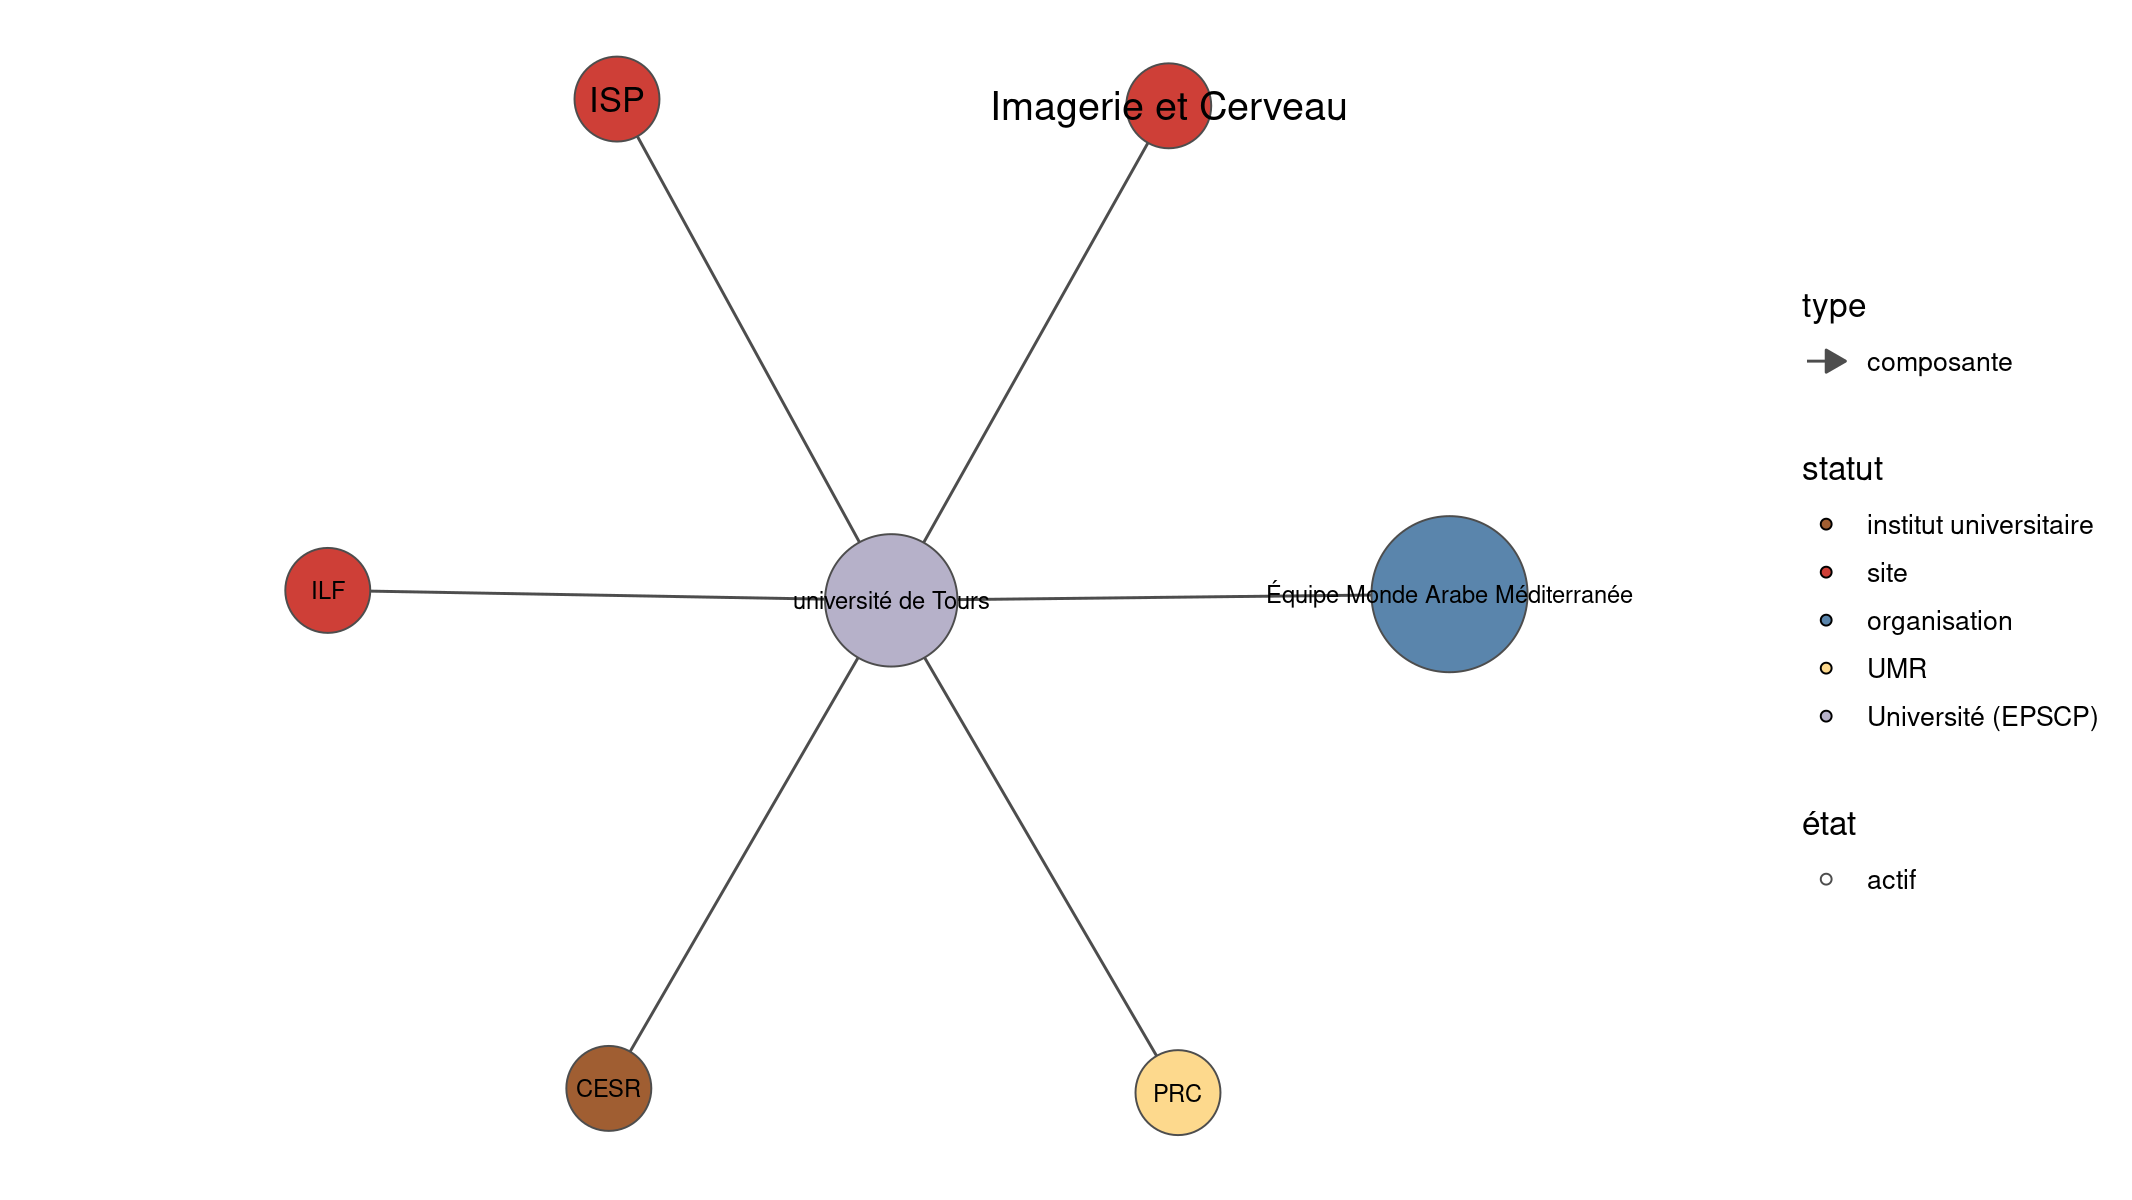 ISP
Imagerie et Cerveau
ILF
université de Tours
Équipe Monde Arabe Méditerranée
CESR
PRC
type
composante
statut
institut universitaire
site
organisation
UMR
Université (EPSCP)
état
actif